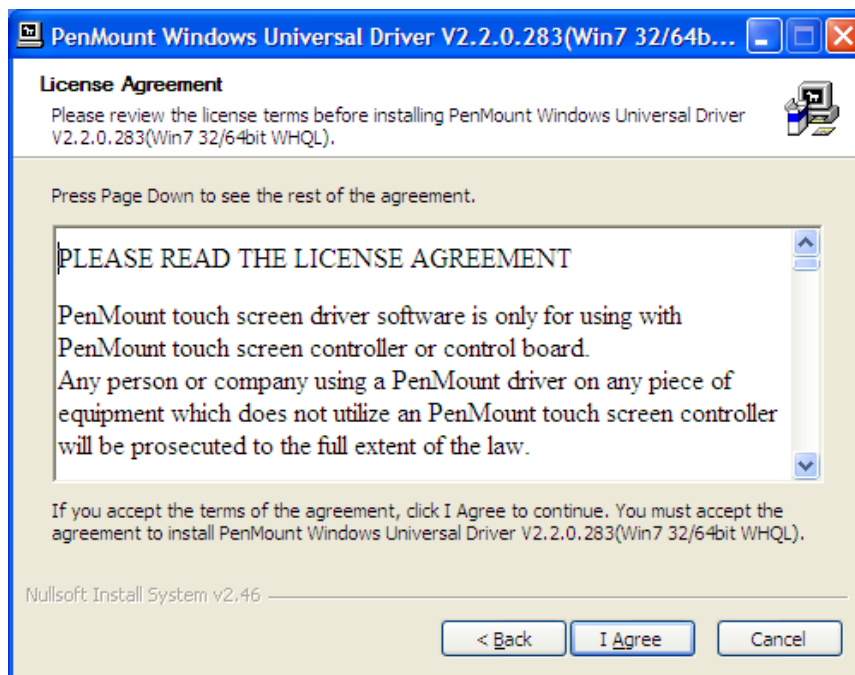 PenMount Windows Universal Driver V2.2.0.283(Win7 32/64b...
License Agreement
Please review the license terms before installing PenMount Windows Universal Driver
V2.2.0.283(Win7 32/64bit WHQL).
Press Page Down to see the rest of the agreement.
PLEASE READ THE LICENSE AGREEMENT
PenMount touch screen driver software is only for using with
PenMount touch screen controller or control board.
Any person or company using a PenMount driver on any piece of
equipment which does not utilize an PenMount touch screen controller
will be prosecuted to the full extent of the law.
If you accept the terms of the agreement, click I Agree to continue. You must accept the
agreement to install PenMount Windows Universal Driver V2.2.0.283(Win7 32/64bit WHQL).
Nullsoft Install System v2.46
< Back
I Agree
Cancel